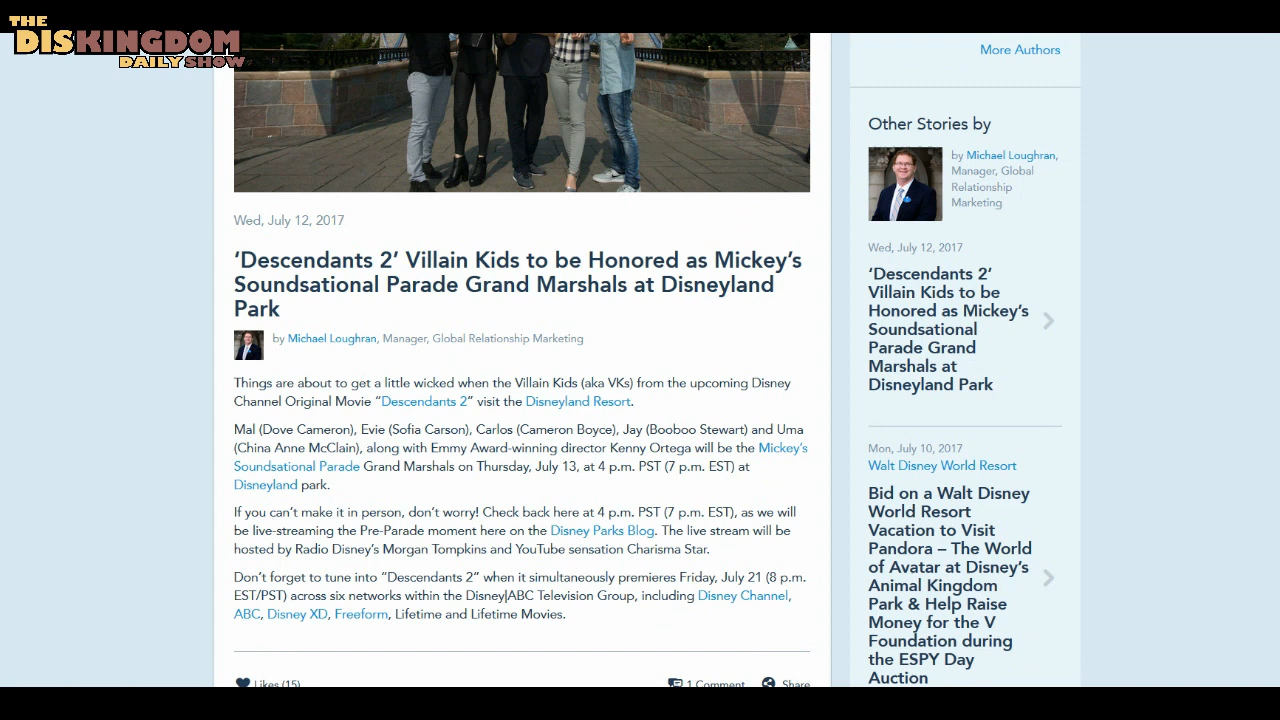 THE
DISKINGDOM
DAILY SHOW
More Authors
Wed, July 12, 2017
‘Descendants 2’ Villain Kids to be Honored as Mickey’s
Soundsational Parade Grand Marshals at Disneyland
Park
by Michael Loughran, Manager, Global Relationship Marketing
Things are about to get a little wicked when the Villain Kids (aka VKs) from the upcoming Disney
Channel Original Movie “Descendants 2” visit the Disneyland Resort.
Mal (Dove Cameron), Evie (Sofia Carson), Carlos (Cameron Boyce), Jay (Booboo Stewart) and Uma
(China Anne McClain), along with Emmy Award-winning director Kenny Ortega will be the Mickey’s
Soundsational Parade Grand Marshals on Thursday, July 13, at 4 p.m. PST (7 p.m. EST) at
Disneyland park.
If you can’t make it in person, don’t worry! Check back here at 4 p.m. PST (7 p.m. EST), as we will
be live-streaming the Pre-Parade moment here on the Disney Parks Blog. The live stream will be
hosted by Radio Disney’s Morgan Tompkins and YouTube sensation Charisma Star.
Don’t forget to tune into “Descendants 2” when it simultaneously premieres Friday, July 21 (8 p.m.
EST/PST) across six networks within the Disney|ABC Television Group, including Disney Channel,
ABC, Disney XD, Freeform, Lifetime and Lifetime Movies.
Likes (15)
1 Comment
Share
Other Stories by
by Michael Loughran,
Manager, Global
Relationship
Marketing
Wed, July 12, 2017
‘Descendants 2’
Villain Kids to be
Honored as Mickey’s
Soundsational
Parade Grand
Marshals at
Disneyland Park
Mon, July 10, 2017
Walt Disney World Resort
Bid on a Walt Disney
World Resort
Vacation to Visit
Pandora – The World
of Avatar at Disney’s
Animal Kingdom
Park & Help Raise
Money for the V
Foundation during
the ESPY Day
Auction